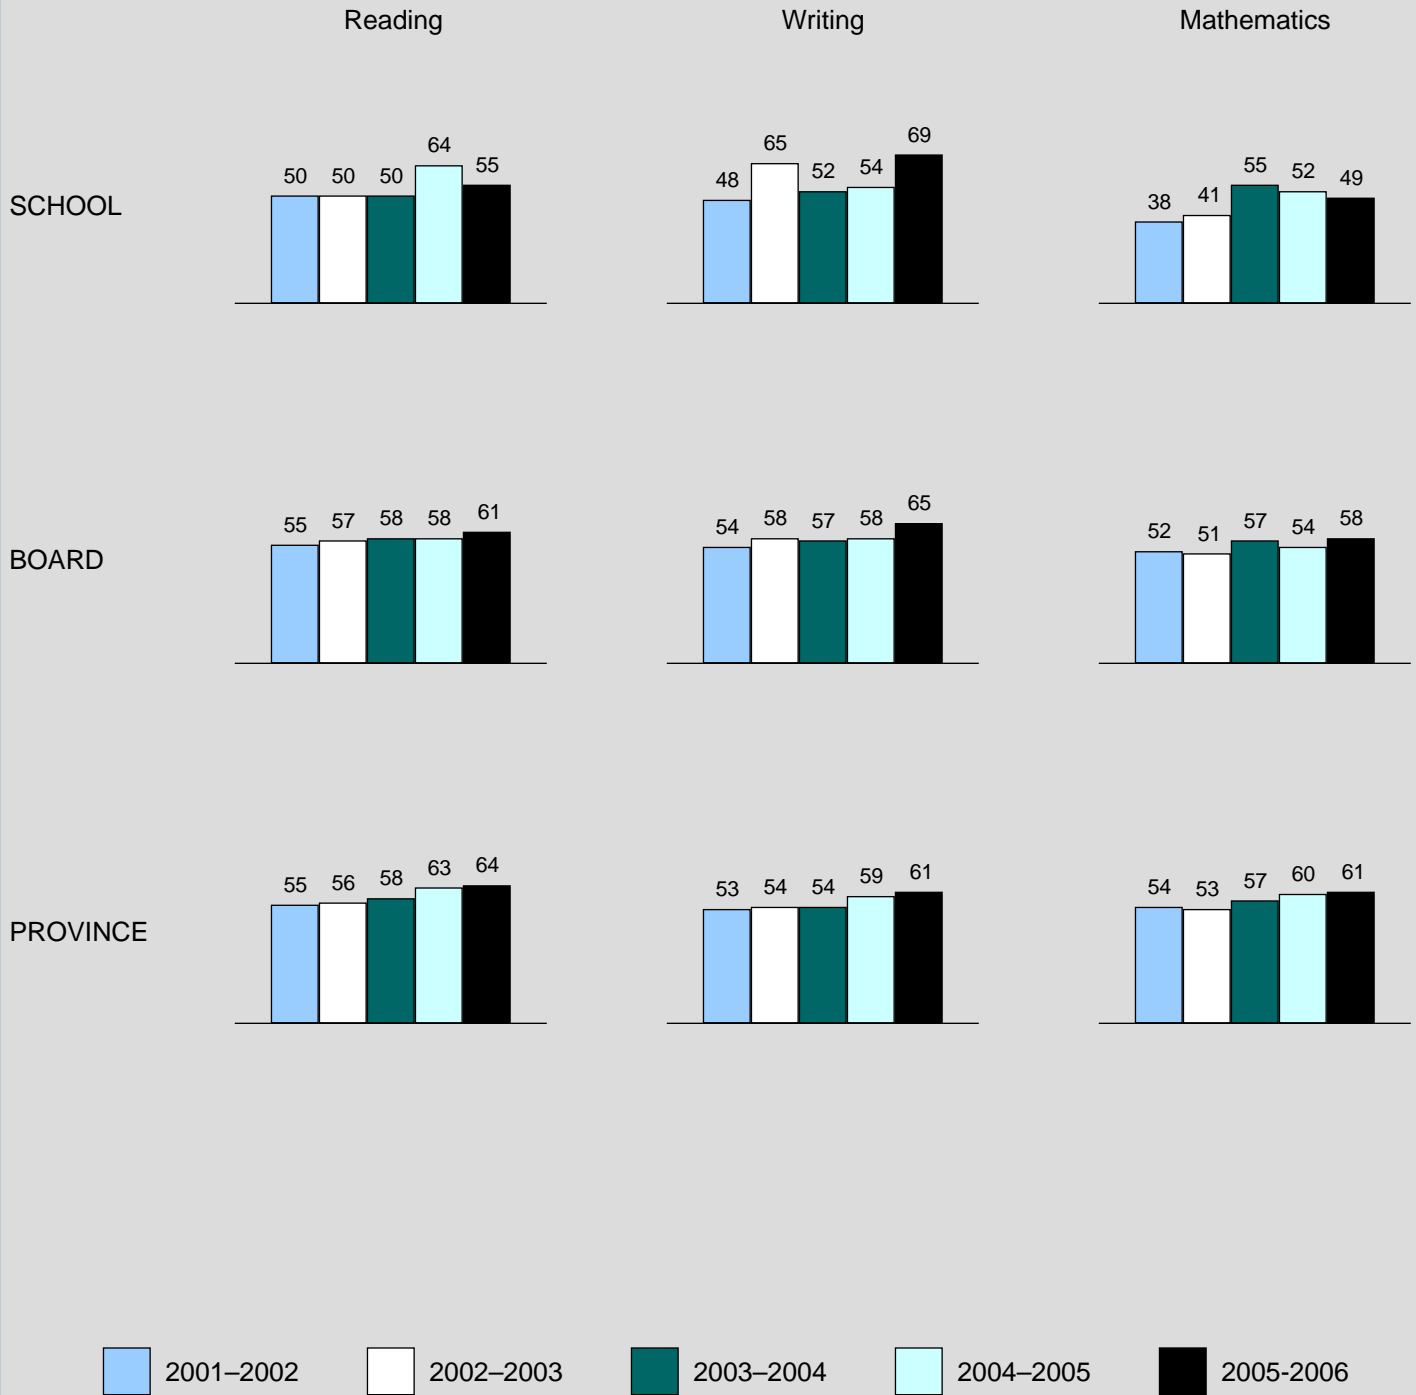 Reading Writing Mathematics
SCHOOL
50 50 50 64 55
48 65 52 54 69
38 41 55 52 49
BOARD
55 57 58 58 61
54 58 57 58 65
52 51 57 54 58
PROVINCE
55 56 58 63 64
53 54 54 59 61
54 53 57 60 61
2001–2002 2002–2003 2003–2004 2004–2005 2005-2006